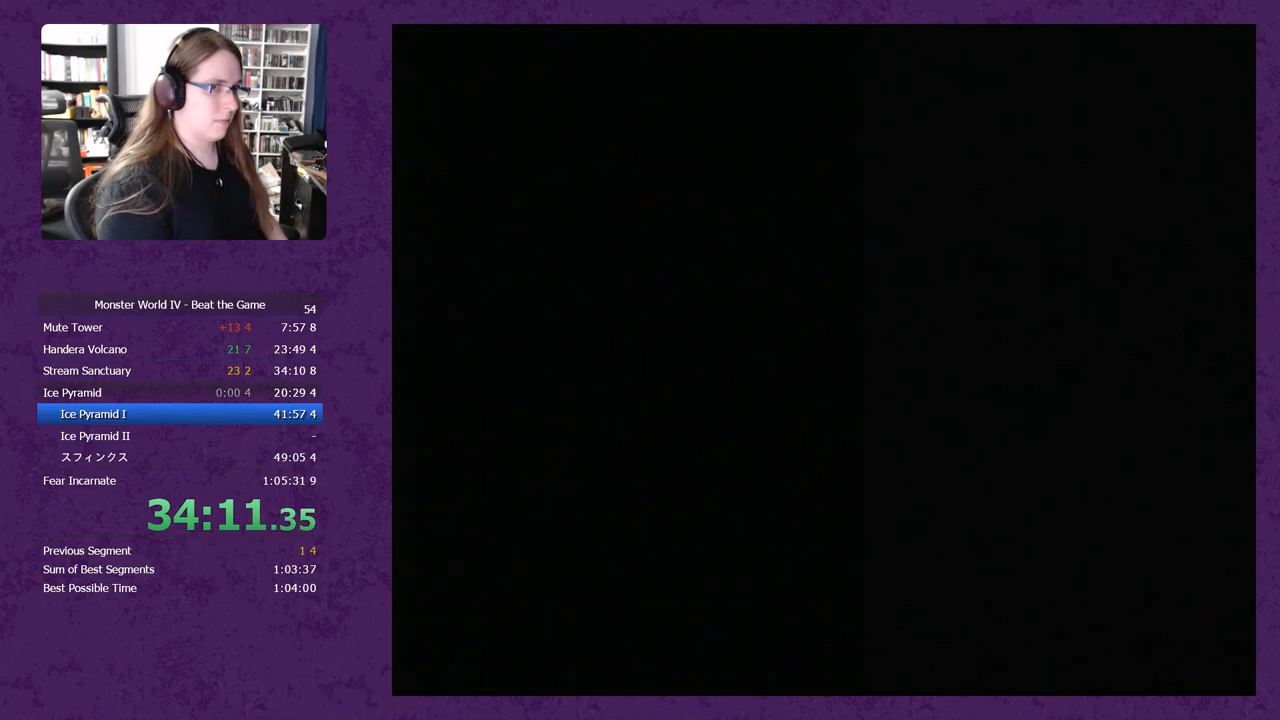 Monster World IV - Beat the Game
54
Mute Tower +13 4 7:57 8
Handera Volcano 21 7 23:49 4
Stream Sanctuary 23 2 34:10 8
Ice Pyramid 0:00 4 20:29 4
Ice Pyramid I 41:57 4
Ice Pyramid II -
スフィンクス 49:05 4
Fear Incarnate 1:05:31 9
34:11.35
Previous Segment 1 4
Sum of Best Segments 1:03:37
Best Possible Time 1:04:00